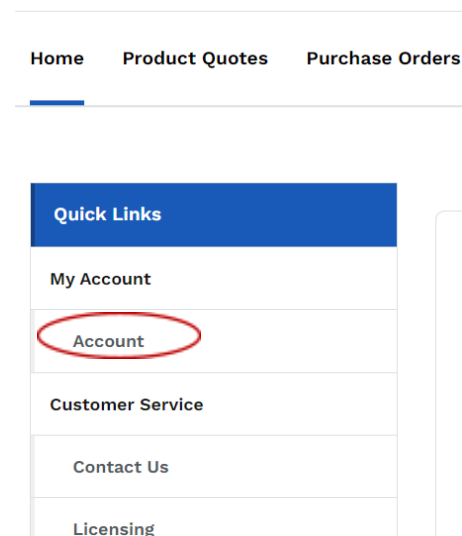 Home Product Quotes Purchase Orders
Quick Links
My Account
Account
Customer Service
Contact Us
Licensing